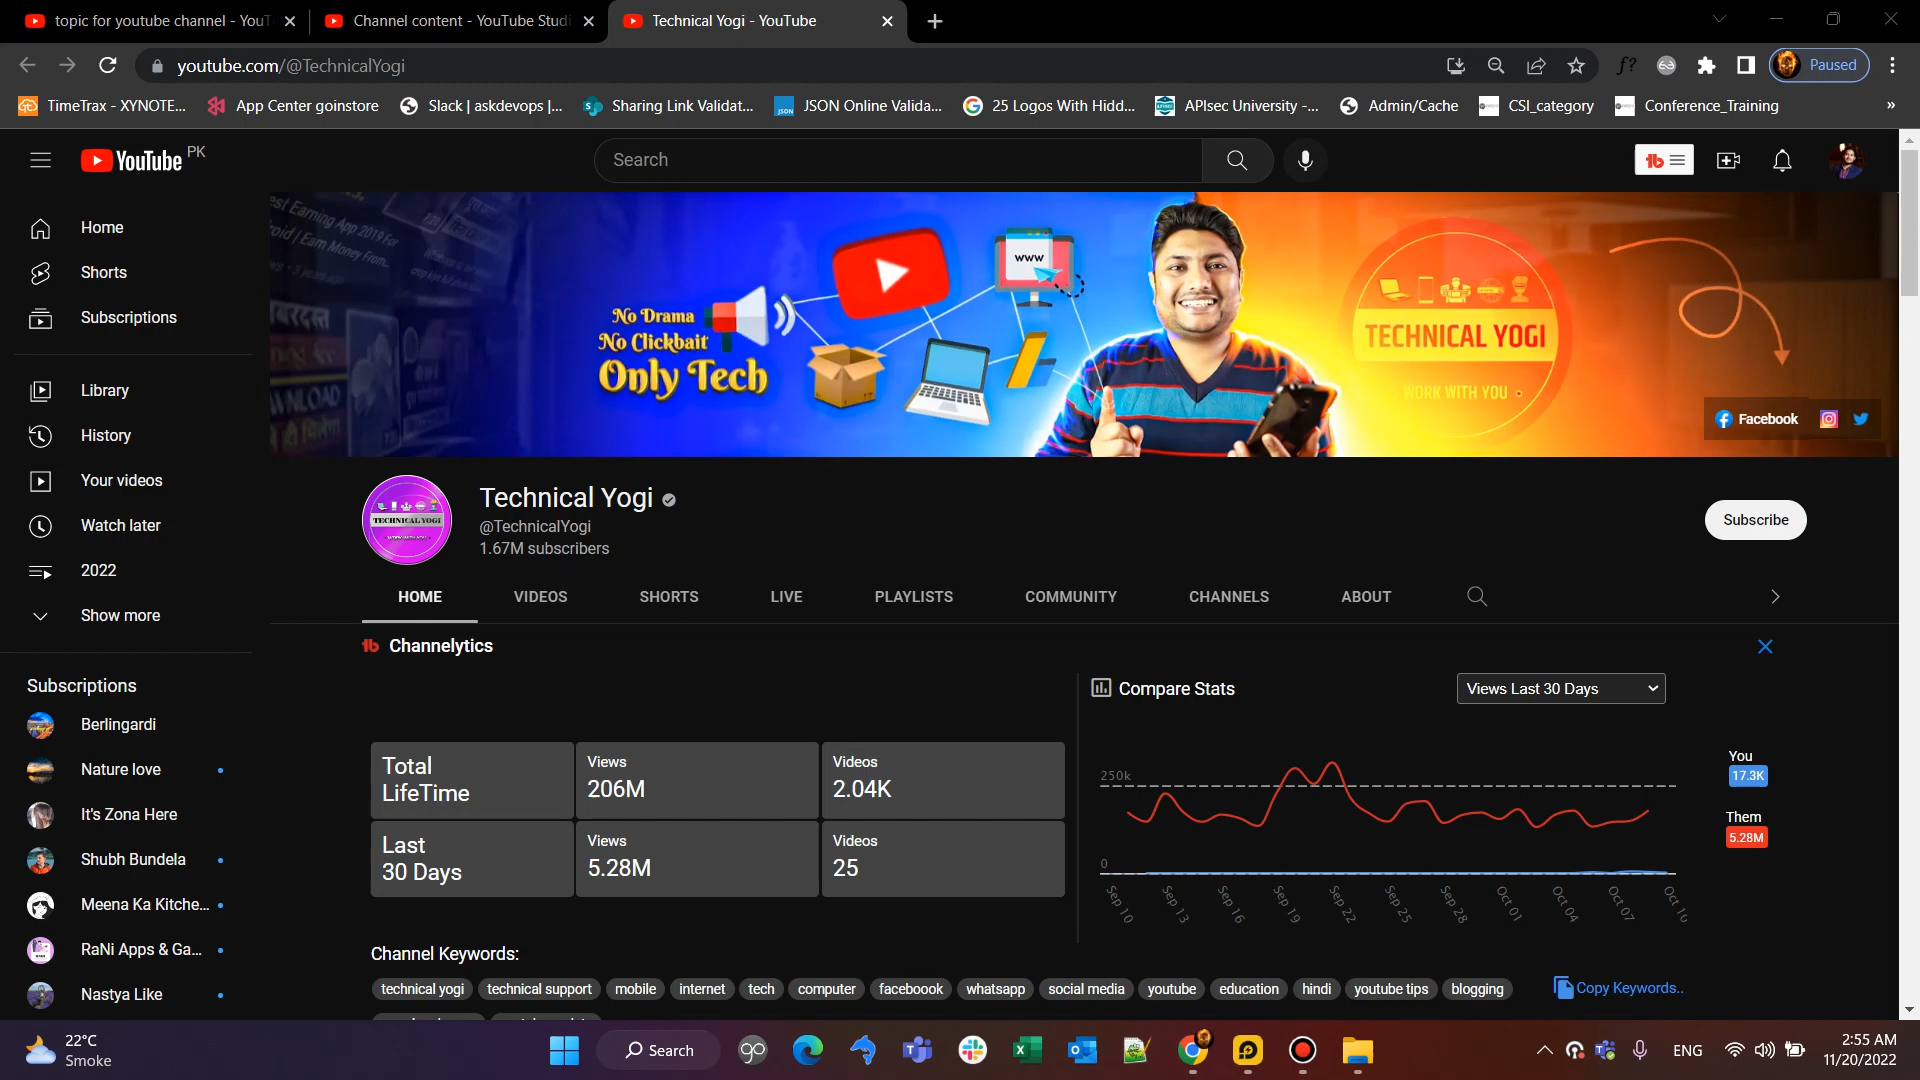 topic for youtube channel - YouT
Channel content - YouTube Studi
Technical Yogi - YouTube
youtube.com/@TechnicalYogi
Paused
TimeTrax - XYNOTE...
App Center goinstore
Slack | askdevops |...
Sharing Link Validat...
JSON Online Valida...
25 Logos With Hidd...
APIsec University -...
Admin/Cache
CSI_category
Conference_Training
»
YouTube PK
Search
Home
Shorts
Subscriptions
Library
History
Your videos
Watch later
2022
Show more
Subscriptions
Berlingardi
Nature love
It's Zona Here
Shubh Bundela
Meena Ka Kitche...
RaNi Apps & Ga...
Nastya Like
No Drama
No Clickbait
Only Tech
www
TECHNICAL YOGI
WORK WITH YOU
Facebook
TECHNICAL YOGI
Technical Yogi
@TechnicalYogi
1.67M subscribers
Subscribe
HOME
VIDEOS
SHORTS
LIVE
PLAYLISTS
COMMUNITY
CHANNELS
ABOUT
Channelytics
Total
LifeTime
Views
206M
Videos
2.04K
Last
30 Days
Views
5.28M
Videos
25
Compare Stats
Views Last 30 Days
250k
0
Sep 10
Sep 13
Sep 16
Sep 19
Sep 22
Sep 25
Sep 28
Oct 01
Oct 04
Oct 07
Oct 10
You
17.3K
Them
5.28M
Channel Keywords:
technical yogi
technical support
mobile
internet
tech
computer
faceboook
whatsapp
social media
youtube
education
hindi
youtube tips
blogging
Copy Keywords..
22°C
Smoke
Search
ENG
2:55 AM
11/20/2022